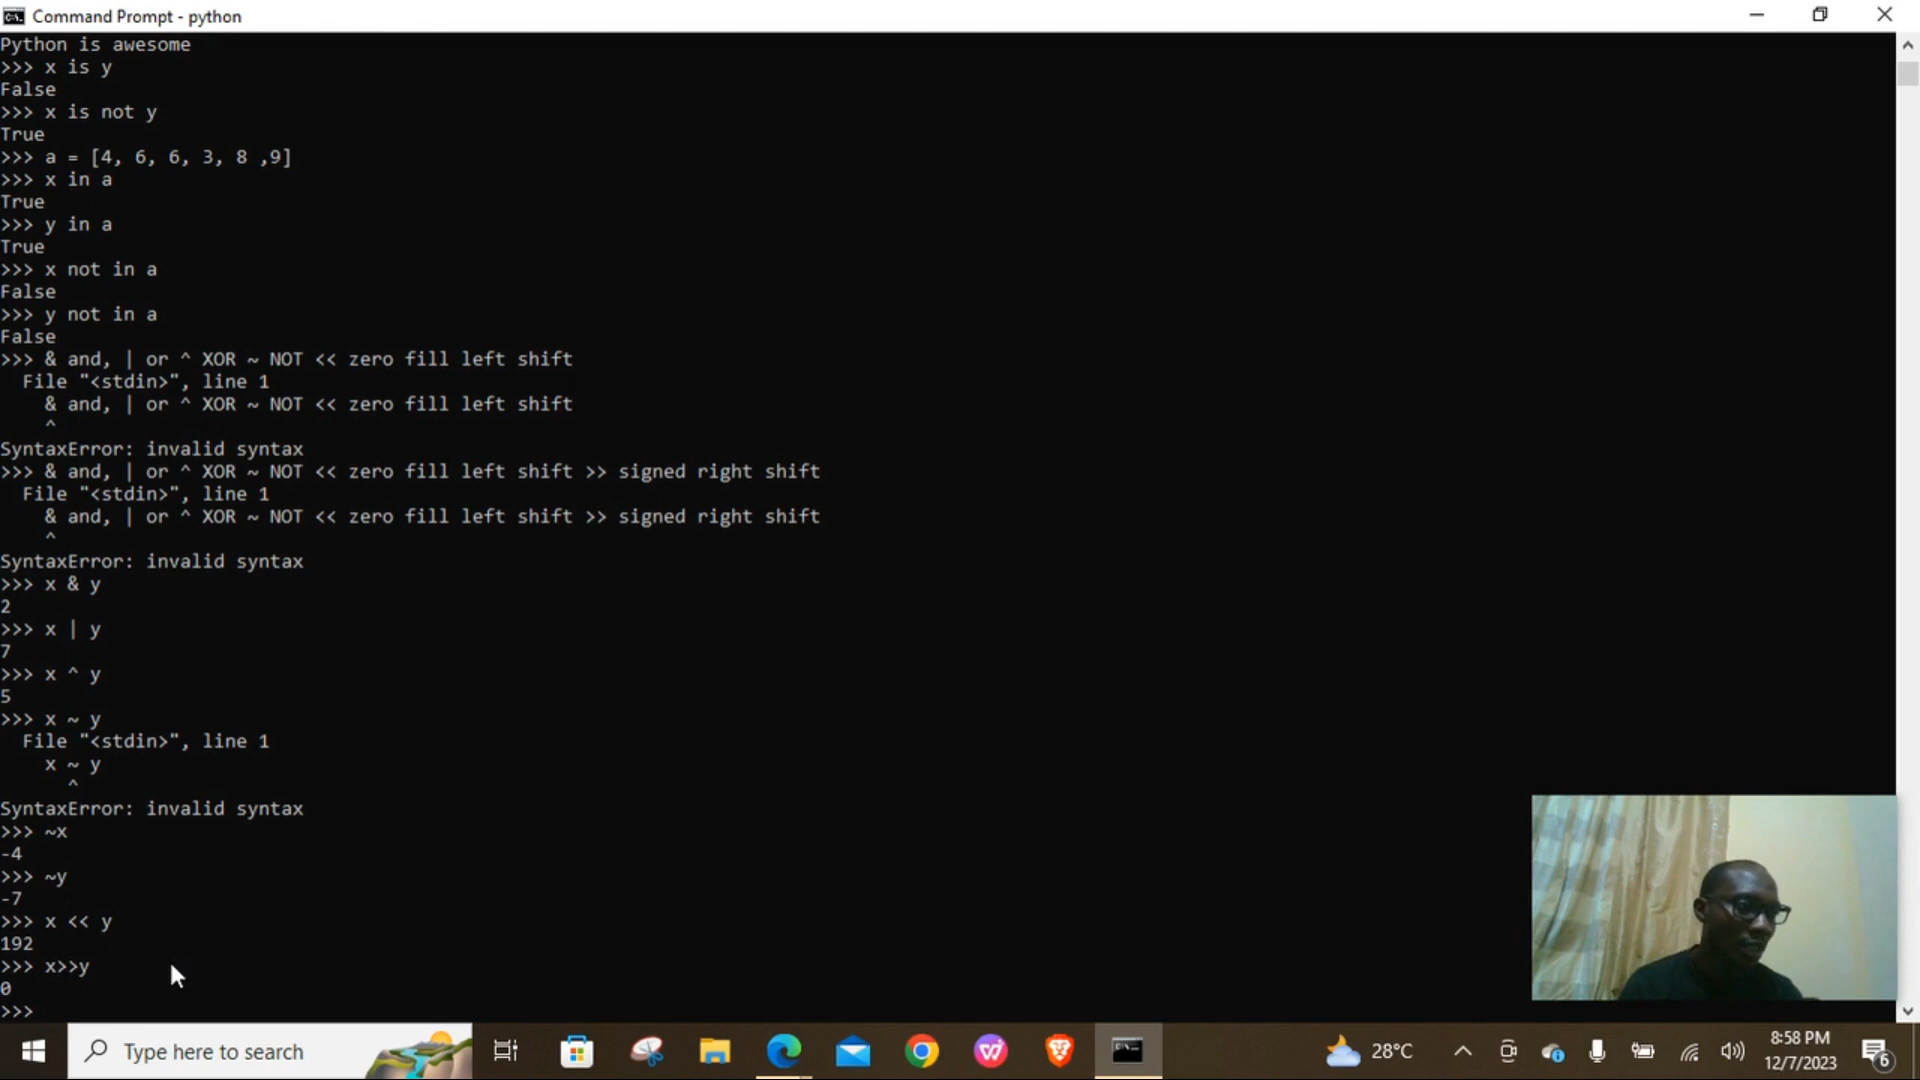 Command Prompt - python
Python is awesome
>>> x is y
False
>>> x is not y
True
>>> a = [4, 6, 6, 3, 8 ,9]
>>> x in a
True
>>> y in a
True
>>> x not in a
False
>>> y not in a
False
>>> & and, | or ^ XOR ~ NOT << zero fill left shift
  File "<stdin>", line 1
    & and, | or ^ XOR ~ NOT << zero fill left shift
    ^
SyntaxError: invalid syntax
>>> & and, | or ^ XOR ~ NOT << zero fill left shift >> signed right shift
  File "<stdin>", line 1
    & and, | or ^ XOR ~ NOT << zero fill left shift >> signed right shift
    ^
SyntaxError: invalid syntax
>>> x & y
2
>>> x | y
7
>>> x ^ y
5
>>> x ~ y
  File "<stdin>", line 1
    x ~ y
      ^
SyntaxError: invalid syntax
>>> ~x
-4
>>> ~y
-7
>>> x << y
192
>>> x>>y
0
>>>
Type here to search
28°C
8:58 PM
12/7/2023
6